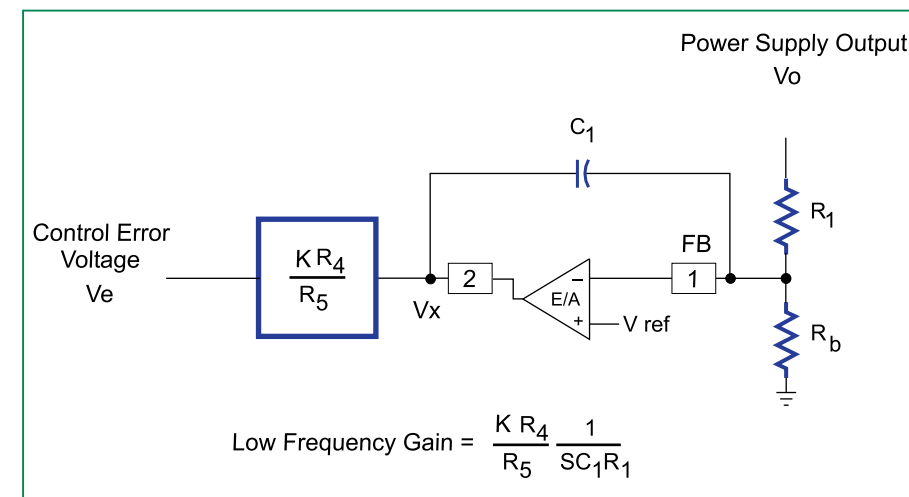 Power Supply Output
Vo
C1
R1
Control Error
Voltage
Ve
K R4
R5
Vx
2
E/A
−
+
V ref
FB
1
Rb
Low Frequency Gain = K R4 / R5 1 / SC1R1